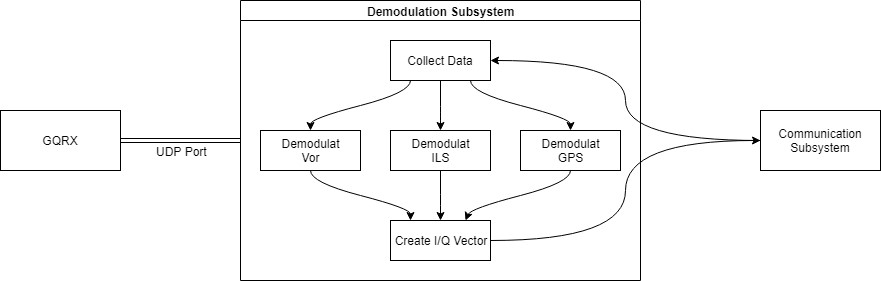 Demodulation Subsystem
Collect Data
GQRX
UDP Port
Demodulat
Vor
Demodulat
ILS
Demodulat
GPS
Communication
Subsystem
Create I/Q Vector